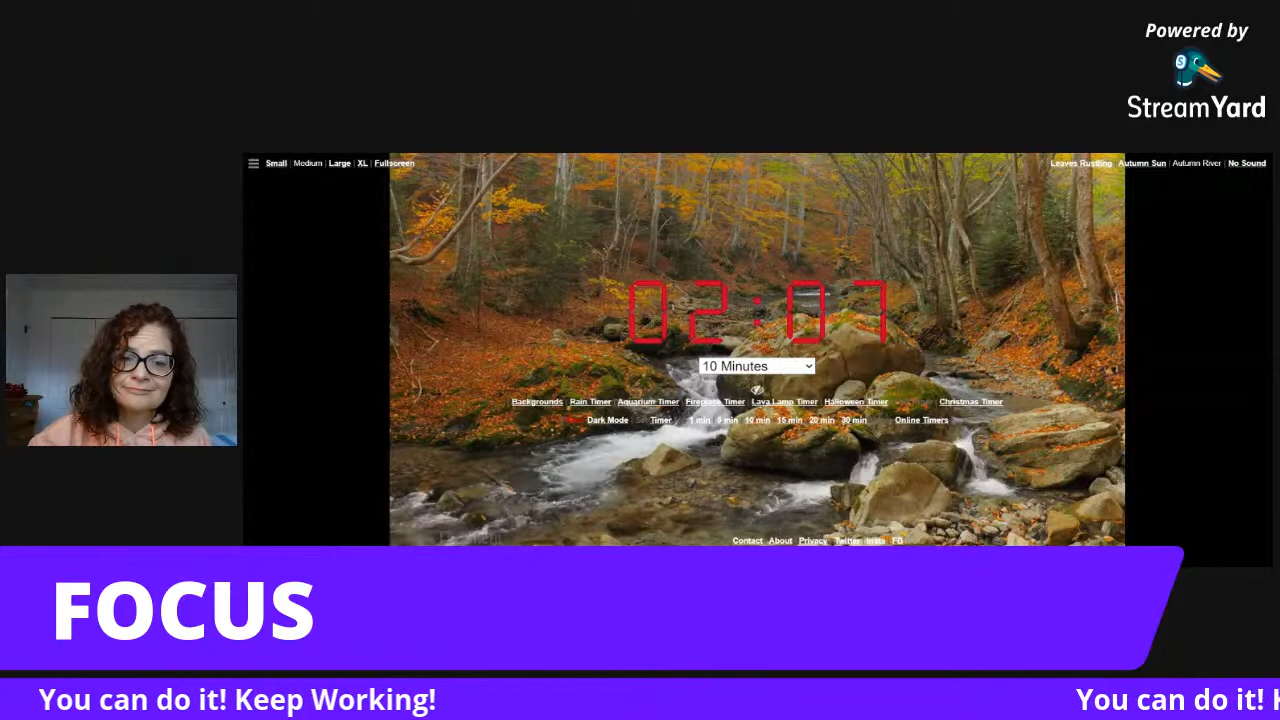 Powered by
StreamYard
Small | Medium | Large | XL | Fullscreen
Leaves Rustling | Autumn Sun | Autumn River | No Sound
02:07
10 Minutes
Backgrounds Rain Timer Aquarium Timer Fireplace Timer Lava Lamp Timer Halloween Timer Christmas Timer
Dark Mode Timer 1 min 5 min 10 min 15 min 20 min 30 min Online Timers
Contact About Privacy Twitter Insta FB
FOCUS
You can do it! Keep Working! You can do it!